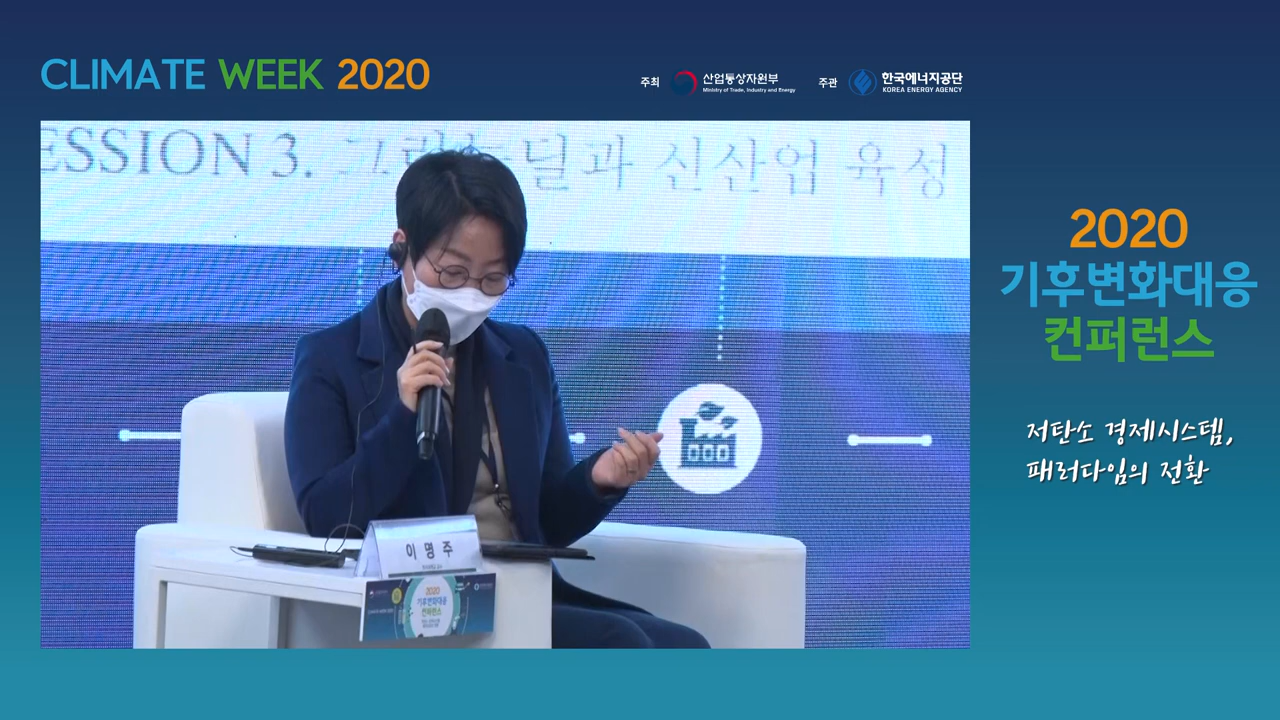 CLIMATE WEEK 2020
주최 산업통상자원부 Ministry of Trade, Industry and Energy 주관 한국에너지공단 KOREA ENERGY AGENCY
ESSION 3. 딜과 신산업 육성
2020
기후변화대응
컨퍼런스
저탄소 경제시스템,
패러다임의 전환
이명주
2020
기후변화대응
컨퍼런스